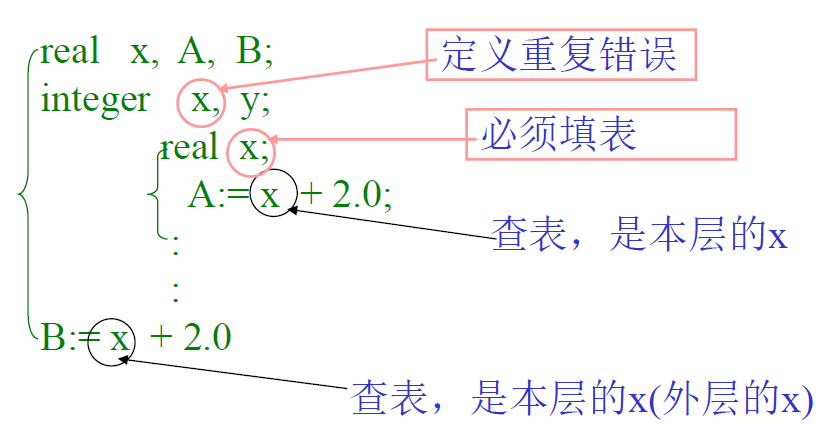 real x, A, B;
定义重复错误
integer x, y;
real x;
必须填表
A:= x + 2.0;
查表，是本层的x
:
:
B:= x + 2.0
查表，是本层的x(外层的x)